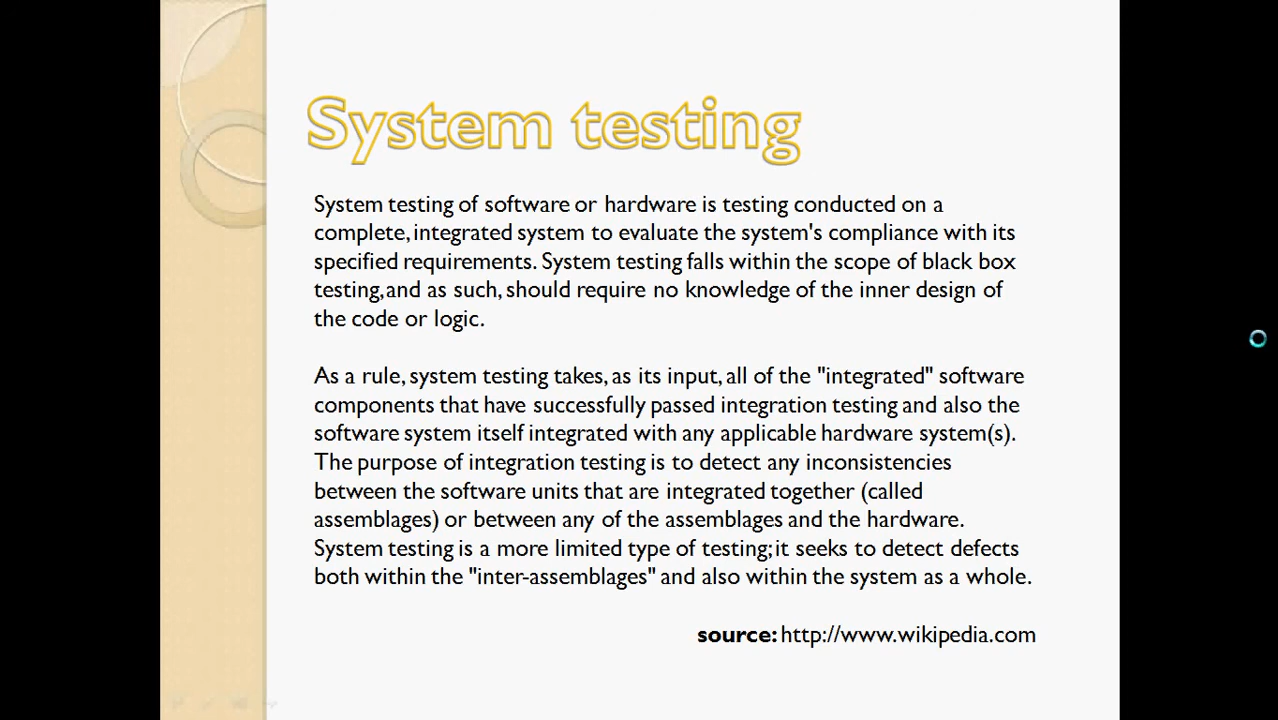 System testing
System testing of software or hardware is testing conducted on a
complete, integrated system to evaluate the system's compliance with its
specified requirements. System testing falls within the scope of black box
testing, and as such, should require no knowledge of the inner design of
the code or logic.
As a rule, system testing takes, as its input, all of the "integrated" software
components that have successfully passed integration testing and also the
software system itself integrated with any applicable hardware system(s).
The purpose of integration testing is to detect any inconsistencies
between the software units that are integrated together (called
assemblages) or between any of the assemblages and the hardware.
System testing is a more limited type of testing; it seeks to detect defects
both within the "inter-assemblages" and also within the system as a whole.
source: http://www.wikipedia.com